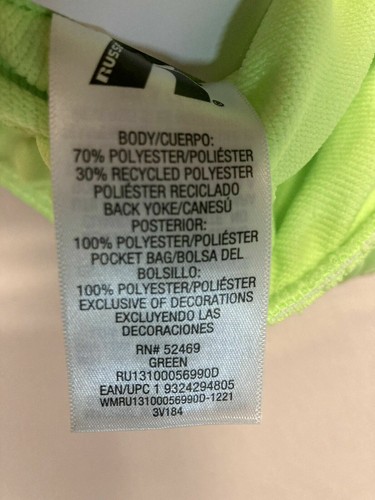 BODY/CUERPO:
70% POLYESTER/POLIÉSTER
30% RECYCLED POLYESTER
POLIÉSTER RECICLADO
BACK YOKE/CANESÚ
POSTERIOR:
100% POLYESTER/POLIÉSTER
POCKET BAG/BOLSA DEL
BOLSILLO:
100% POLYESTER/POLIÉSTER
EXCLUSIVE OF DECORATIONS
EXCLUYENDO LAS
DECORACIONES
RN# 52469
GREEN
RU13100056990D
EAN/UPC 1 9324294805
WMRU13100056990D-1221
3V184